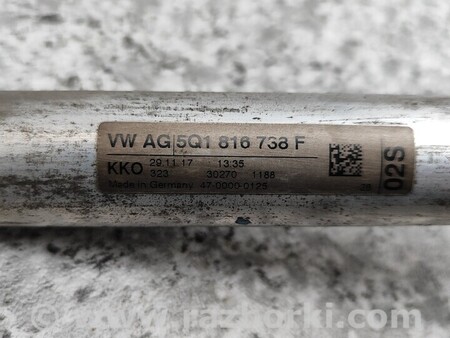 VW AG 5Q1 816 738 F
KKO 29.11.17 13:35
323 30270 1188
Made in Germany 47.0000-0125
02S
www.razborki.com